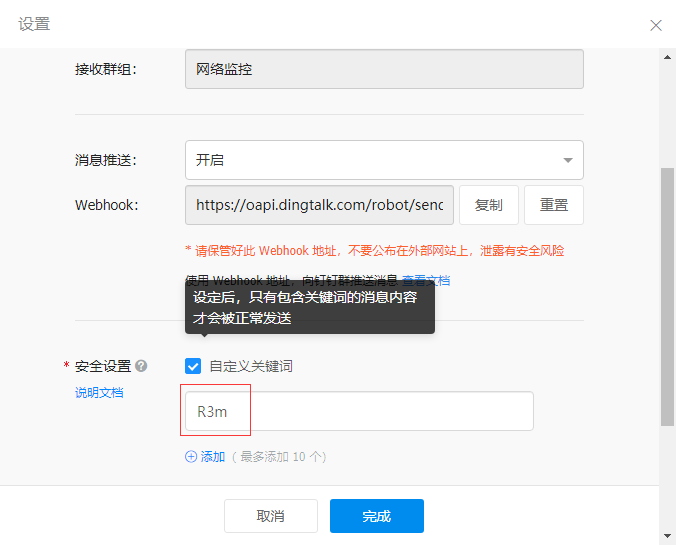 设置
接收群组：
网络监控
消息推送：
开启
Webhook：
https://oapi.dingtalk.com/robot/send
复制
重置
* 请保管好此 Webhook 地址，不要公布在外部网站上，泄露有安全风险
使用 Webhook 地址，向钉钉群推送消息 查看文档
设定后，只有包含关键词的消息内容
才会被正常发送
* 安全设置
自定义关键词
说明文档
R3m
添加（最多添加 10 个）
取消
完成